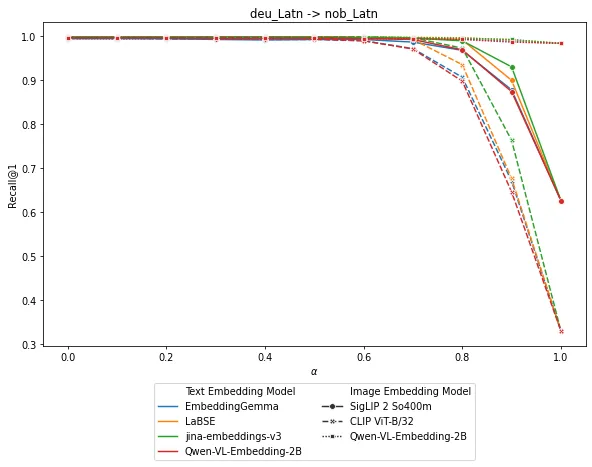 deu_Latn -> nob_Latn
1.0
0.9
0.8
0.7
0.6
0.5
0.4
0.3
Recall@1
0.0 0.2 0.4 0.6 0.8 1.0
α
Text Embedding Model Image Embedding Model
EmbeddingGemma SigLIP 2 So400m
LaBSE CLIP ViT-B/32
jina-embeddings-v3 Qwen-VL-Embedding-2B
Qwen-VL-Embedding-2B